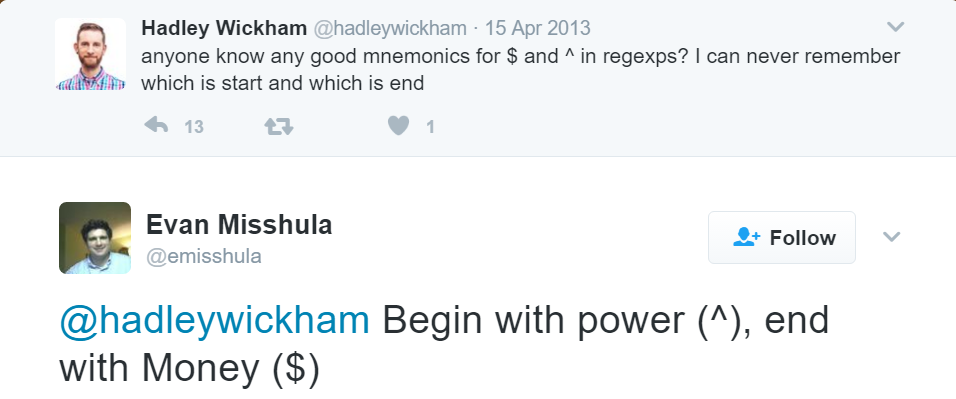 Hadley Wickham @hadleywickham · 15 Apr 2013
anyone know any good mnemonics for $ and ^ in regexps? I can never remember
which is start and which is end
13 1
Evan Misshula
@emisshula
Follow
@hadleywickham Begin with power (^), end
with Money ($)